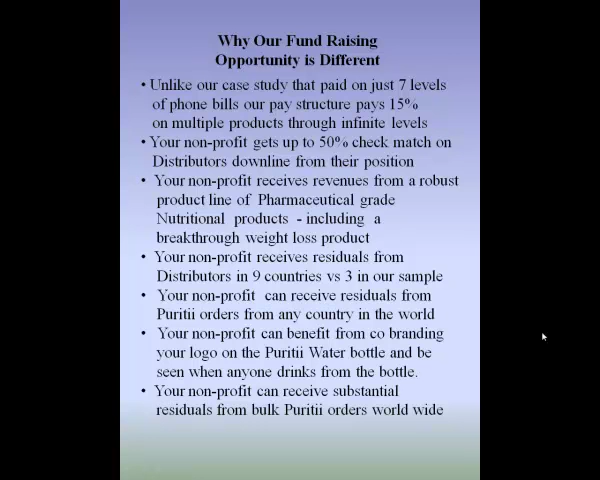 Why Our Fund Raising
Opportunity is Different
• Unlike our case study that paid on just 7 levels
of phone bills our pay structure pays 15%
on multiple products through infinite levels
• Your non-profit gets up to 50% check match on
Distributors downline from their position
• Your non-profit receives revenues from a robust
product line of Pharmaceutical grade
Nutritional products - including a
breakthrough weight loss product
• Your non-profit receives residuals from
Distributors in 9 countries vs 3 in our sample
• Your non-profit can receive residuals from
Puritii orders from any country in the world
• Your non-profit can benefit from co branding
your logo on the Puritii Water bottle and be
seen when anyone drinks from the bottle.
• Your non-profit can receive substantial
residuals from bulk Puritii orders world wide